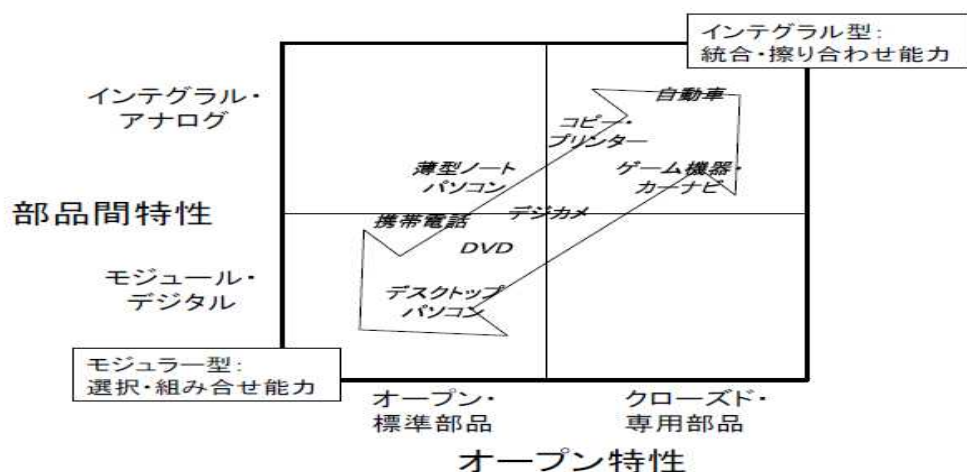 インテグラル型：
統合・擦り合わせ能力
インテグラル・
アナログ
自動車
コピー・
プリンター
薄型ノート
パソコン
ゲーム機器・
カーナビ
部品間特性
携帯電話
デジカメ
DVD
モジュール・
デジタル
デスクトップ
パソコン
モジュラー型：
選択・組み合せ能力
オープン・
標準部品
クローズド・
専用部品
オープン特性